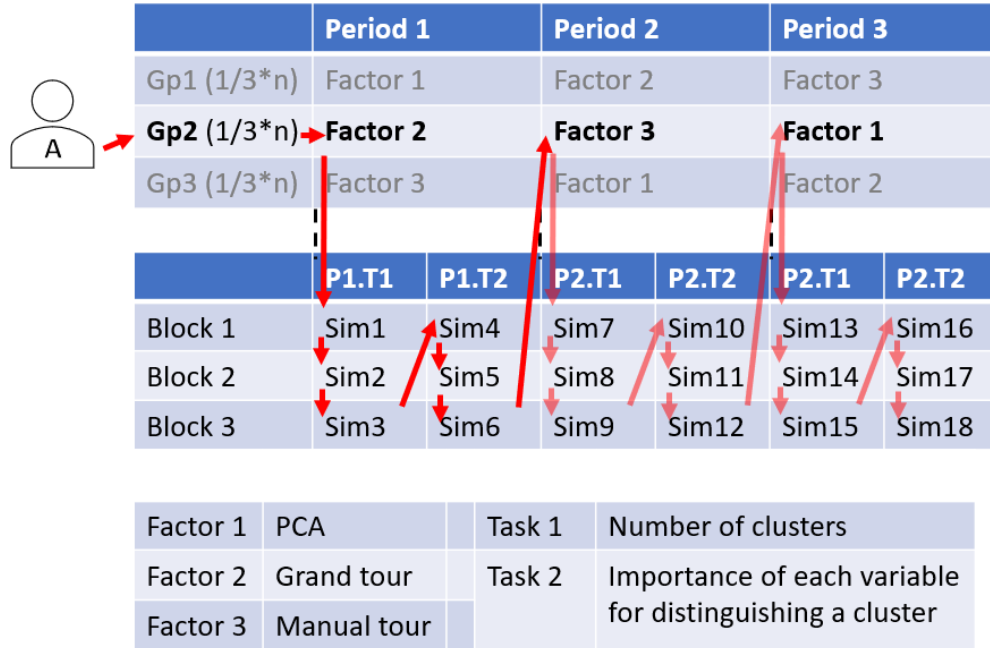 Period 1 Period 2 Period 3
Gp1 (1/3*n) Factor 1 Factor 2 Factor 3
A
Gp2 (1/3*n) Factor 2 Factor 3 Factor 1
Gp3 (1/3*n) Factor 3 Factor 1 Factor 2
P1.T1 P1.T2 P2.T1 P2.T2 P2.T1 P2.T2
Block 1 Sim1 Sim4 Sim7 Sim10 Sim13 Sim16
Block 2 Sim2 Sim5 Sim8 Sim11 Sim14 Sim17
Block 3 Sim3 Sim6 Sim9 Sim12 Sim15 Sim18
Factor 1 PCA Task 1 Number of clusters
Factor 2 Grand tour Task 2 Importance of each variable
for distinguishing a cluster
Factor 3 Manual tour